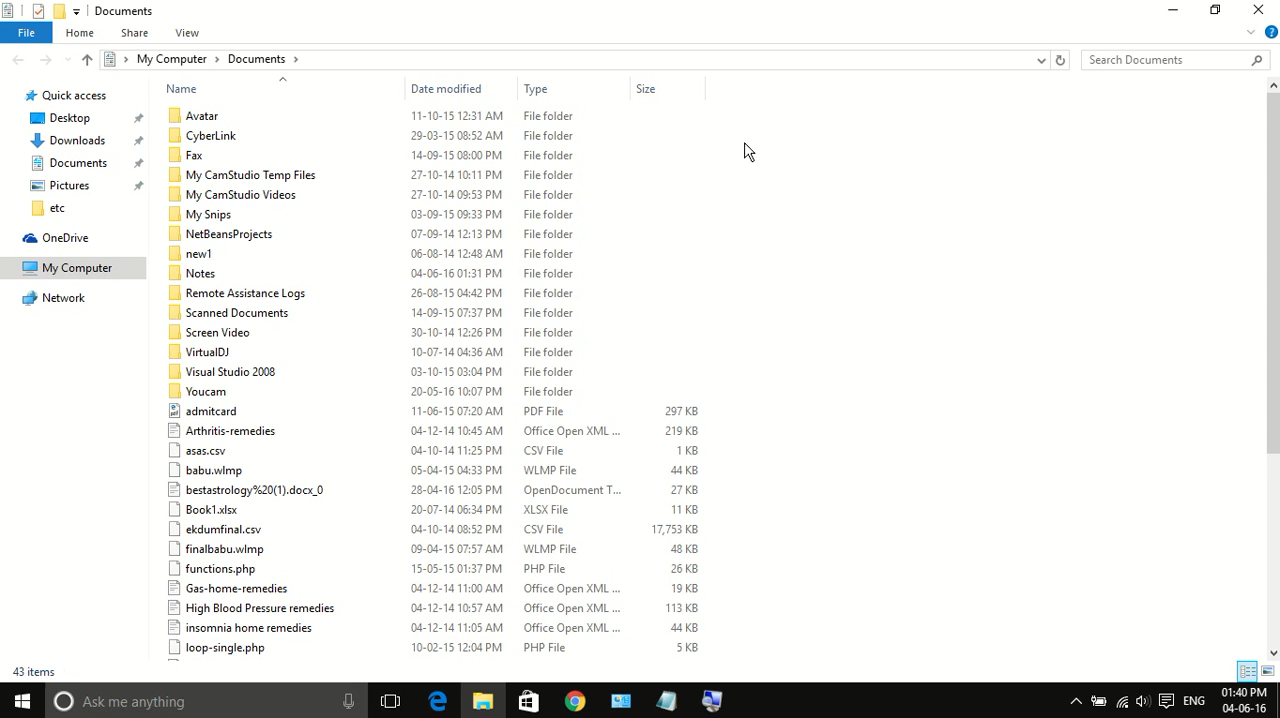 Documents
File Home Share View
My Computer Documents Search Documents
Name Date modified Type Size
Quick access
Desktop
Downloads
Documents
Pictures
etc
OneDrive
My Computer
Network
Avatar 11-10-15 12:31 AM File folder
CyberLink 29-03-15 08:52 AM File folder
Fax 14-09-15 08:00 PM File folder
My CamStudio Temp Files 27-10-14 10:11 PM File folder
My CamStudio Videos 27-10-14 09:53 PM File folder
My Snips 03-09-15 09:33 PM File folder
NetBeansProjects 07-09-14 12:13 PM File folder
new1 06-08-14 12:48 AM File folder
Notes 04-06-16 01:31 PM File folder
Remote Assistance Logs 26-08-15 04:42 PM File folder
Scanned Documents 14-09-15 07:37 PM File folder
Screen Video 30-10-14 12:26 PM File folder
VirtualDJ 10-07-14 04:36 AM File folder
Visual Studio 2008 03-10-15 03:04 PM File folder
Youcam 20-05-16 10:07 PM File folder
admitcard 11-06-15 07:20 AM PDF File 297 KB
Arthritis-remedies 04-12-14 10:45 AM Office Open XML ... 219 KB
asas.csv 04-10-14 11:25 PM CSV File 1 KB
babu.wlmp 05-04-15 04:33 PM WLMP File 44 KB
bestastrology%20(1).docx_0 28-04-16 12:05 PM OpenDocument T... 27 KB
Book1.xlsx 20-07-14 06:34 PM XLSX File 11 KB
ekdumfinal.csv 04-10-14 08:52 PM CSV File 17,753 KB
finalbabu.wlmp 09-04-15 07:57 AM WLMP File 48 KB
functions.php 15-05-15 01:37 PM PHP File 26 KB
Gas-home-remedies 04-12-14 11:00 AM Office Open XML ... 19 KB
High Blood Pressure remedies 04-12-14 10:57 AM Office Open XML ... 113 KB
insomnia home remedies 04-12-14 11:05 AM Office Open XML ... 44 KB
loop-single.php 10-02-15 12:04 PM PHP File 5 KB
43 items
Ask me anything ENG 01:40 PM
04-06-16